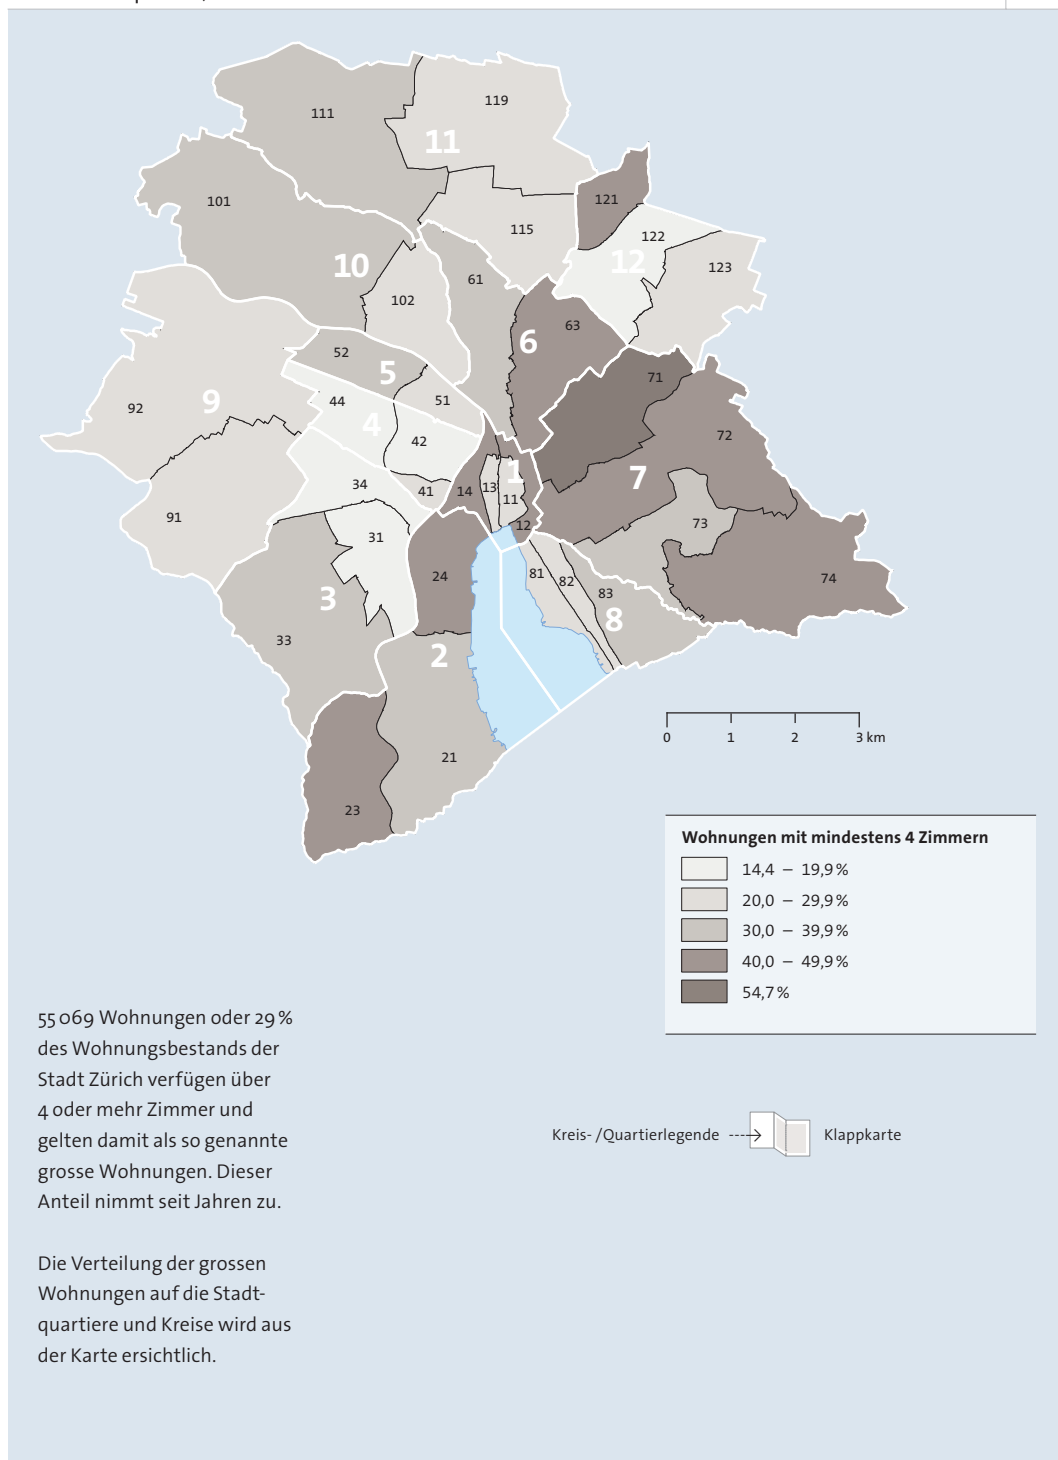 111
119
11
101
121
115
122
12
123
10
61
102
63
6
52
5
71
51
44
92
9
4
72
42
7
1
34
13
41
14
11
91
12
73
31
81
24
74
82
83
3
8
33
2
21
23
0 1 2 3 km
Wohnungen mit mindestens 4 Zimmern
14,4 – 19,9 %
20,0 – 29,9 %
30,0 – 39,9 %
40,0 – 49,9 %
54,7 %
55 069 Wohnungen oder 29 %
des Wohnungsbestands der
Stadt Zürich verfügen über
4 oder mehr Zimmer und
gelten damit als so genannte
grosse Wohnungen. Dieser
Anteil nimmt seit Jahren zu.
Kreis- / Quartierlegende Klappkarte
Die Verteilung der grossen
Wohnungen auf die Stadt-
quartiere und Kreise wird aus
der Karte ersichtlich.